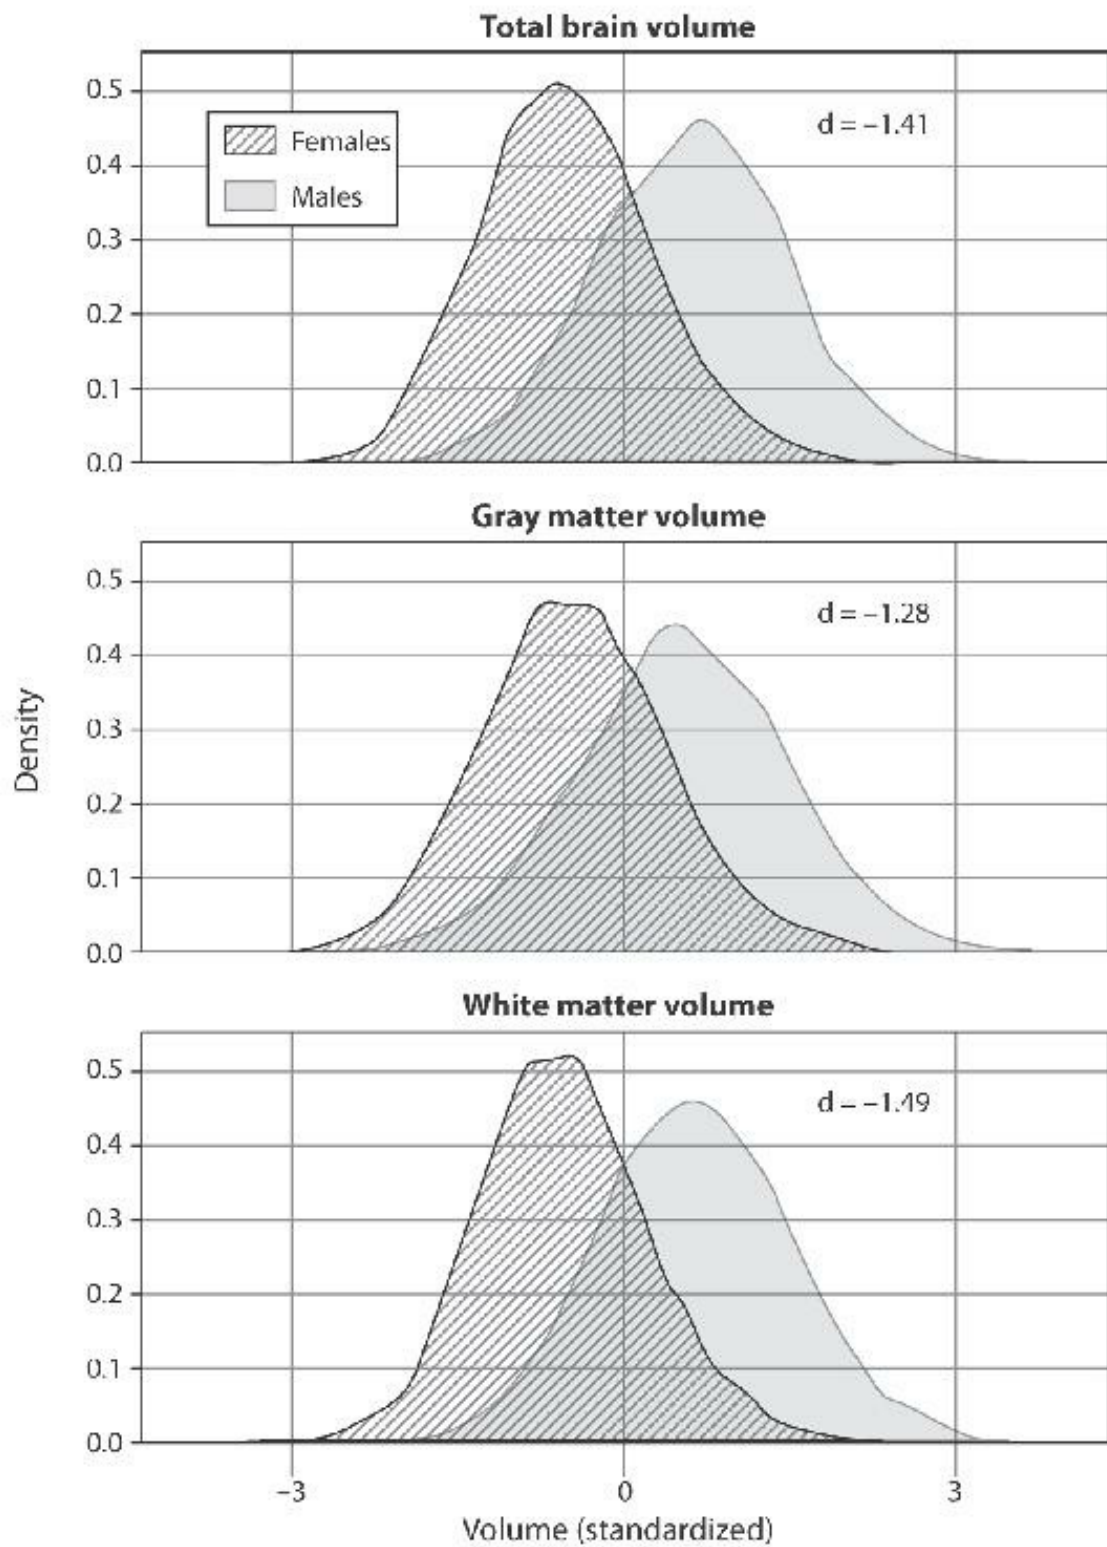 Total brain volume
0.5
0.4
0.3
0.2
0.1
0.0
Females
Males
d = –1.41
Gray matter volume
0.5
0.4
0.3
0.2
0.1
0.0
d = –1.28
Density
White matter volume
0.5
0.4
0.3
0.2
0.1
0.0
d = –1.49
–3 0 3
Volume (standardized)